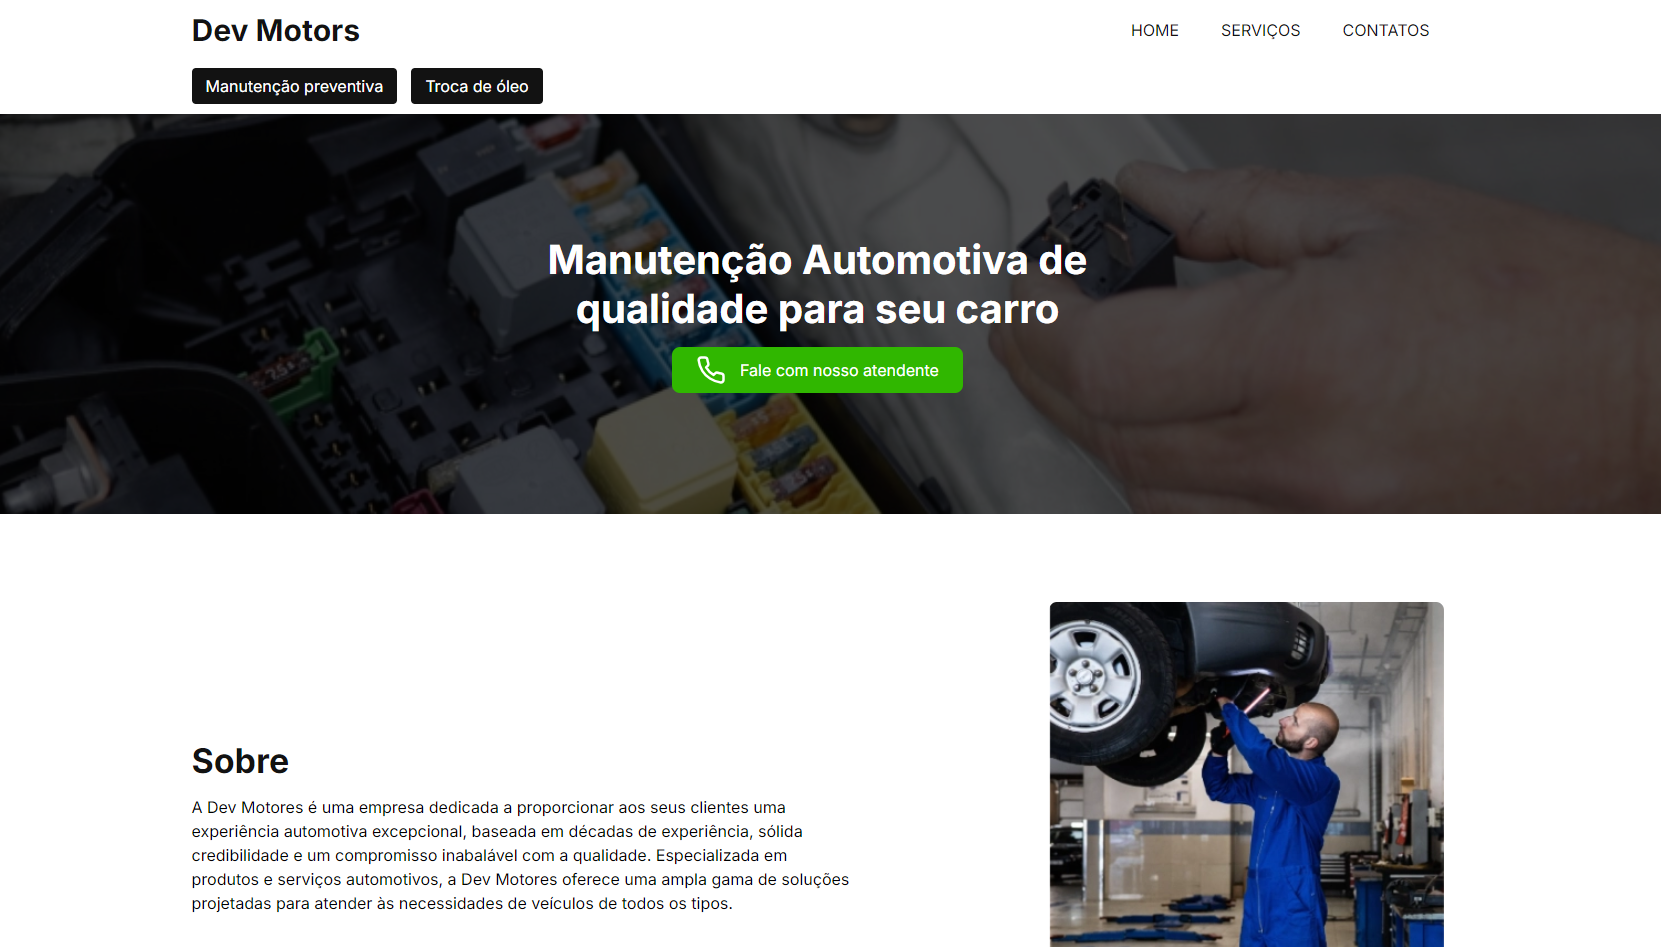 Dev Motors
HOME SERVIÇOS CONTATOS
Manutenção preventiva Troca de óleo
Manutenção Automotiva de
qualidade para seu carro
Fale com nosso atendente
Sobre
A Dev Motores é uma empresa dedicada a proporcionar aos seus clientes uma
experiência automotiva excepcional, baseada em décadas de experiência, sólida
credibilidade e um compromisso inabalável com a qualidade. Especializada em
produtos e serviços automotivos, a Dev Motores oferece uma ampla gama de soluções
projetadas para atender às necessidades de veículos de todos os tipos.